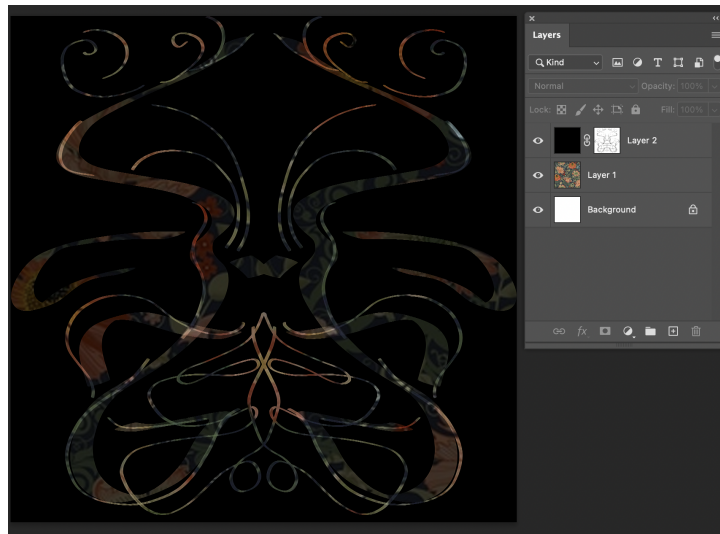 Layers
Kind
Normal Opacity: 100%
Lock: Fill: 100%
Layer 2
Layer 1
Background
fx